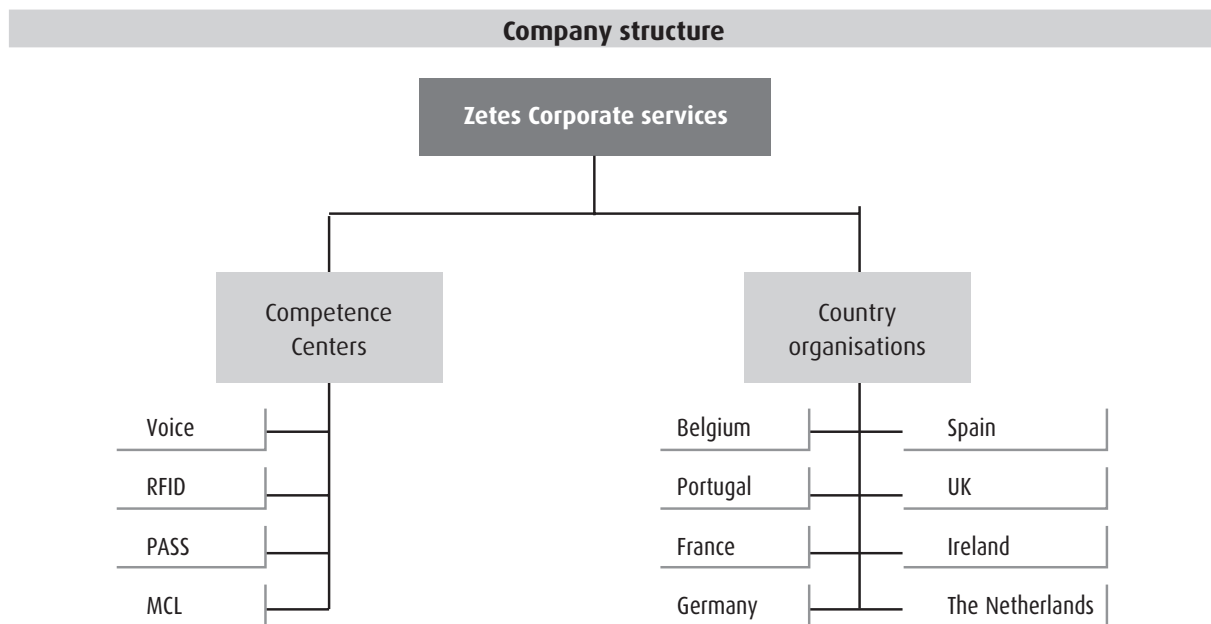 Company structure
Zetes Corporate services
Competence
Centers
Country
organisations
Voice
RFID
PASS
MCL
Belgium
Portugal
France
Germany
Spain
UK
Ireland
The Netherlands